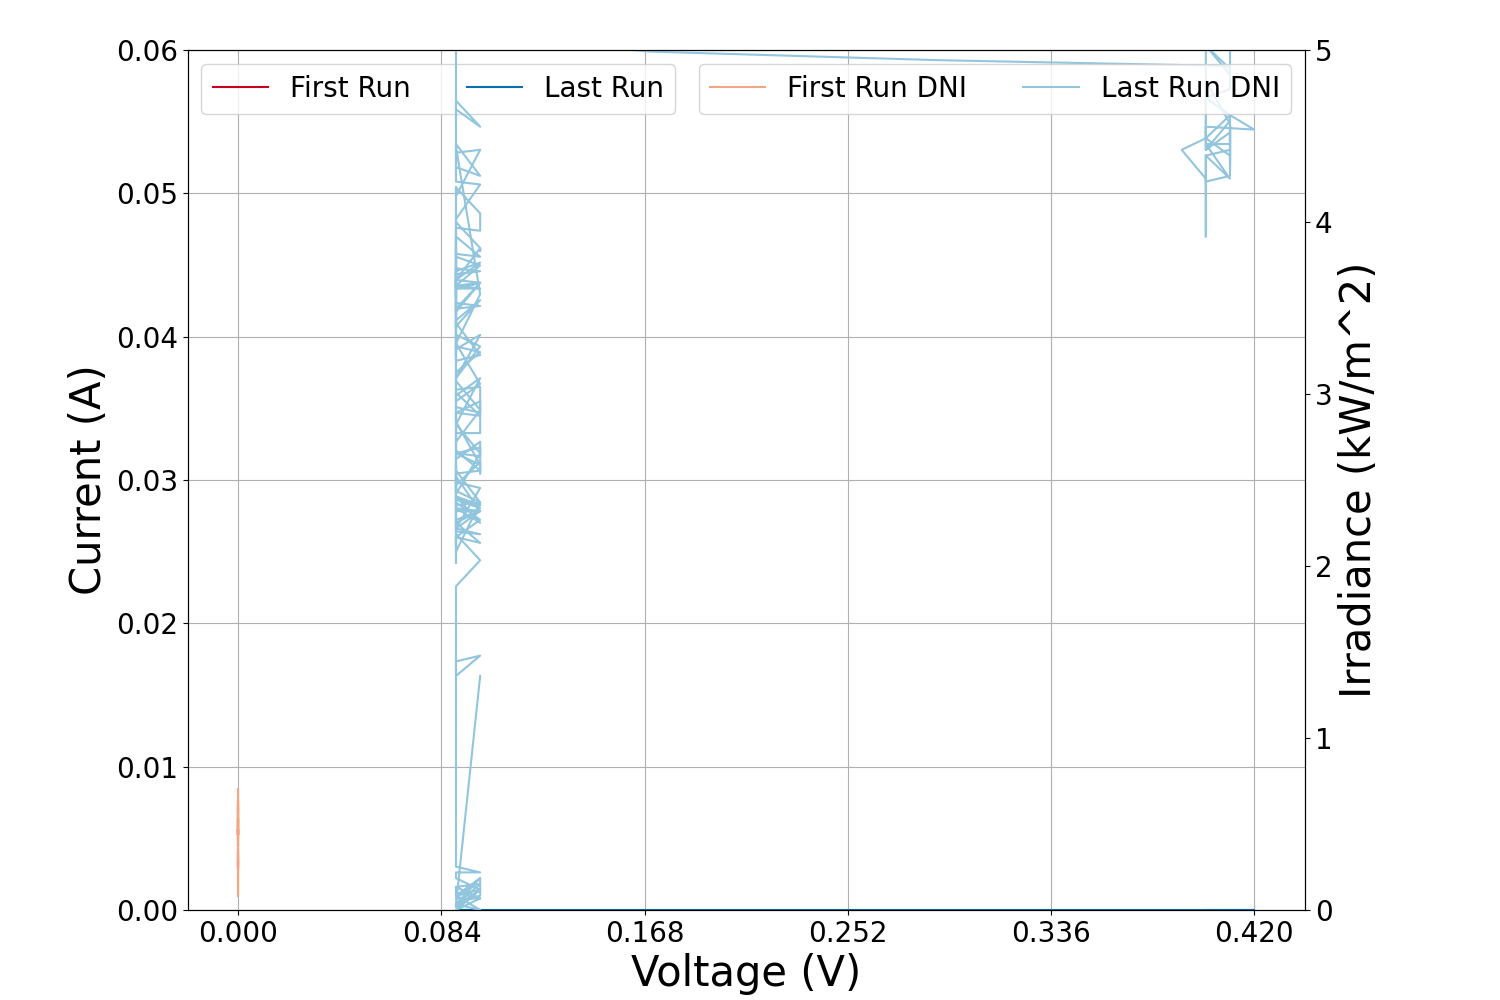 First Run
Last Run
First Run DNI
Last Run DNI
0.06
0.05
0.04
0.03
0.02
0.01
0.00
Current (A)
5
4
3
2
1
0
Irradiance (kW/m^2)
0.000 0.084 0.168 0.252 0.336 0.420
Voltage (V)